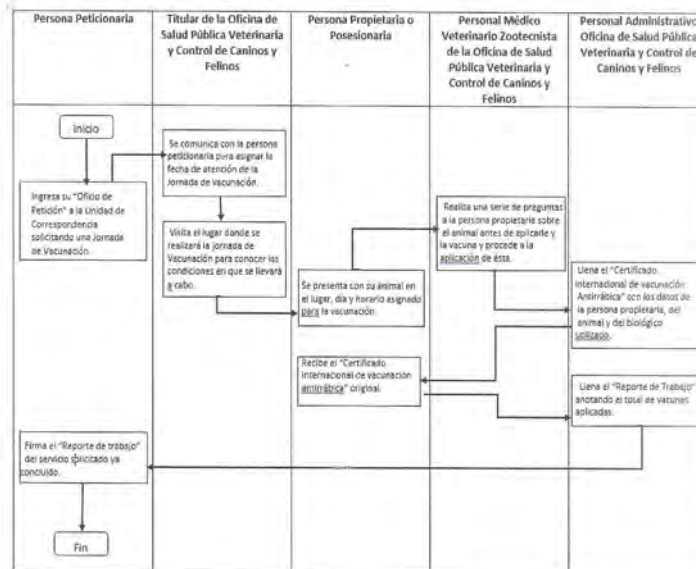 Persona Peticionaria
Titular de la Oficina de
Salud Pública Veterinaria
y Control de Caninos y
Felinos
Persona Propietaria o
Posesionaria
Personal Médico
Veterinario Zootecnista
de la Oficina de Salud
Pública Veterinaria y
Control de Caninos y
Felinos
Personal Administrativo
Oficina de Salud Pública
Veterinaria y Control de
Caninos y Felinos
Inicio
Ingresa su "Oficio de
Petición" a la Unidad de
Correspondencia
solicitando una Jornada
de Vacunación.
Se comunica con la persona
peticionaria para asignar la
fecha de atención de la
Jornada de vacunación.
Visita el lugar donde se
realizará la jornada de
Vacunación para conocer las
condiciones en que se llevará
a cabo.
Se presenta con su animal en
el lugar, día y horario asignado
para la vacunación.
Realiza una serie de preguntas
a la persona propietaria sobre
el animal antes de aplicarle y
la vacuna y procede a la
aplicación de ésta.
Llena el "Certificado
Internacional de vacunación
Antirrábica" con los datos de
la persona propietaria, del
animal y del biológico
utilizado.
Recibe el "Certificado
Internacional de vacunación
antirrábica" original.
Llena el "Reporte de Trabajo"
anotando el total de vacunas
aplicadas.
Firma el "Reporte de trabajo"
del servicio solicitado ya
concluido.
Fin